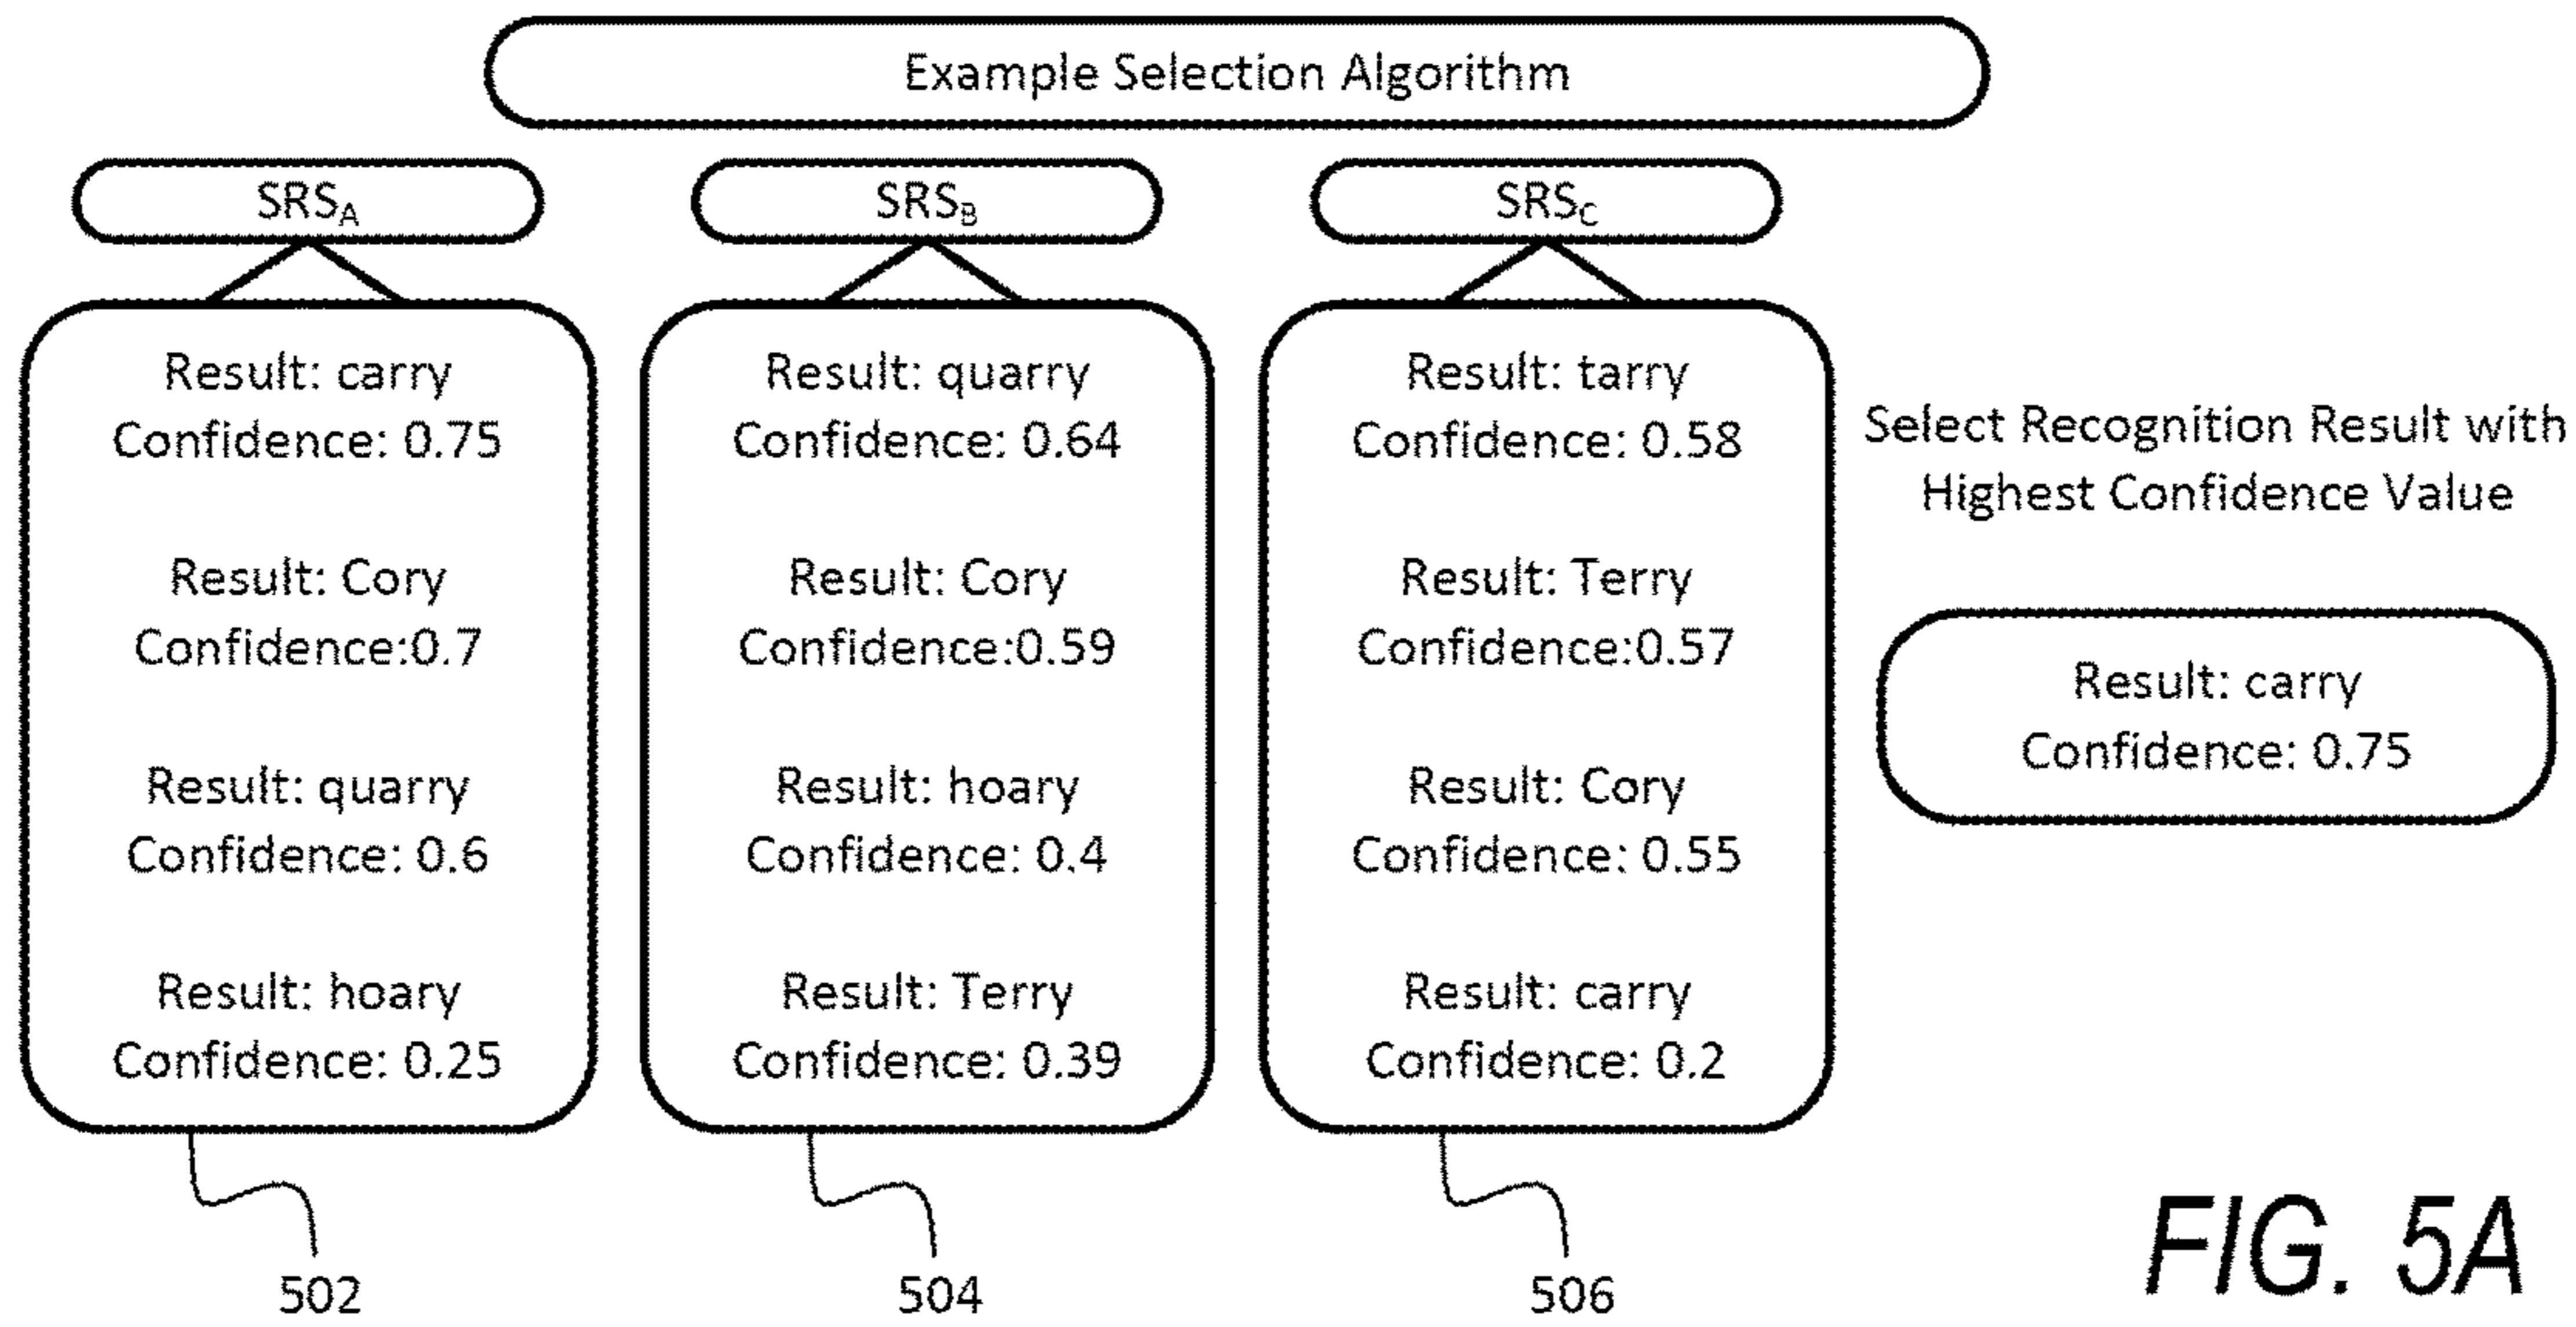 Example Selection Algorithm
SRSA
Result: carry
Confidence: 0.75
Result: Cory
Confidence:0.7
Result: quarry
Confidence: 0.6
Result: hoary
Confidence: 0.25
502
SRSB
Result: quarry
Confidence: 0.64
Result: Cory
Confidence:0.59
Result: hoary
Confidence: 0.4
Result: Terry
Confidence: 0.39
504
SRSC
Result: tarry
Confidence: 0.58
Result: Terry
Confidence:0.57
Result: Cory
Confidence: 0.55
Result: carry
Confidence: 0.2
506
Select Recognition Result with
Highest Confidence Value
Result: carry
Confidence: 0.75
FIG. 5A